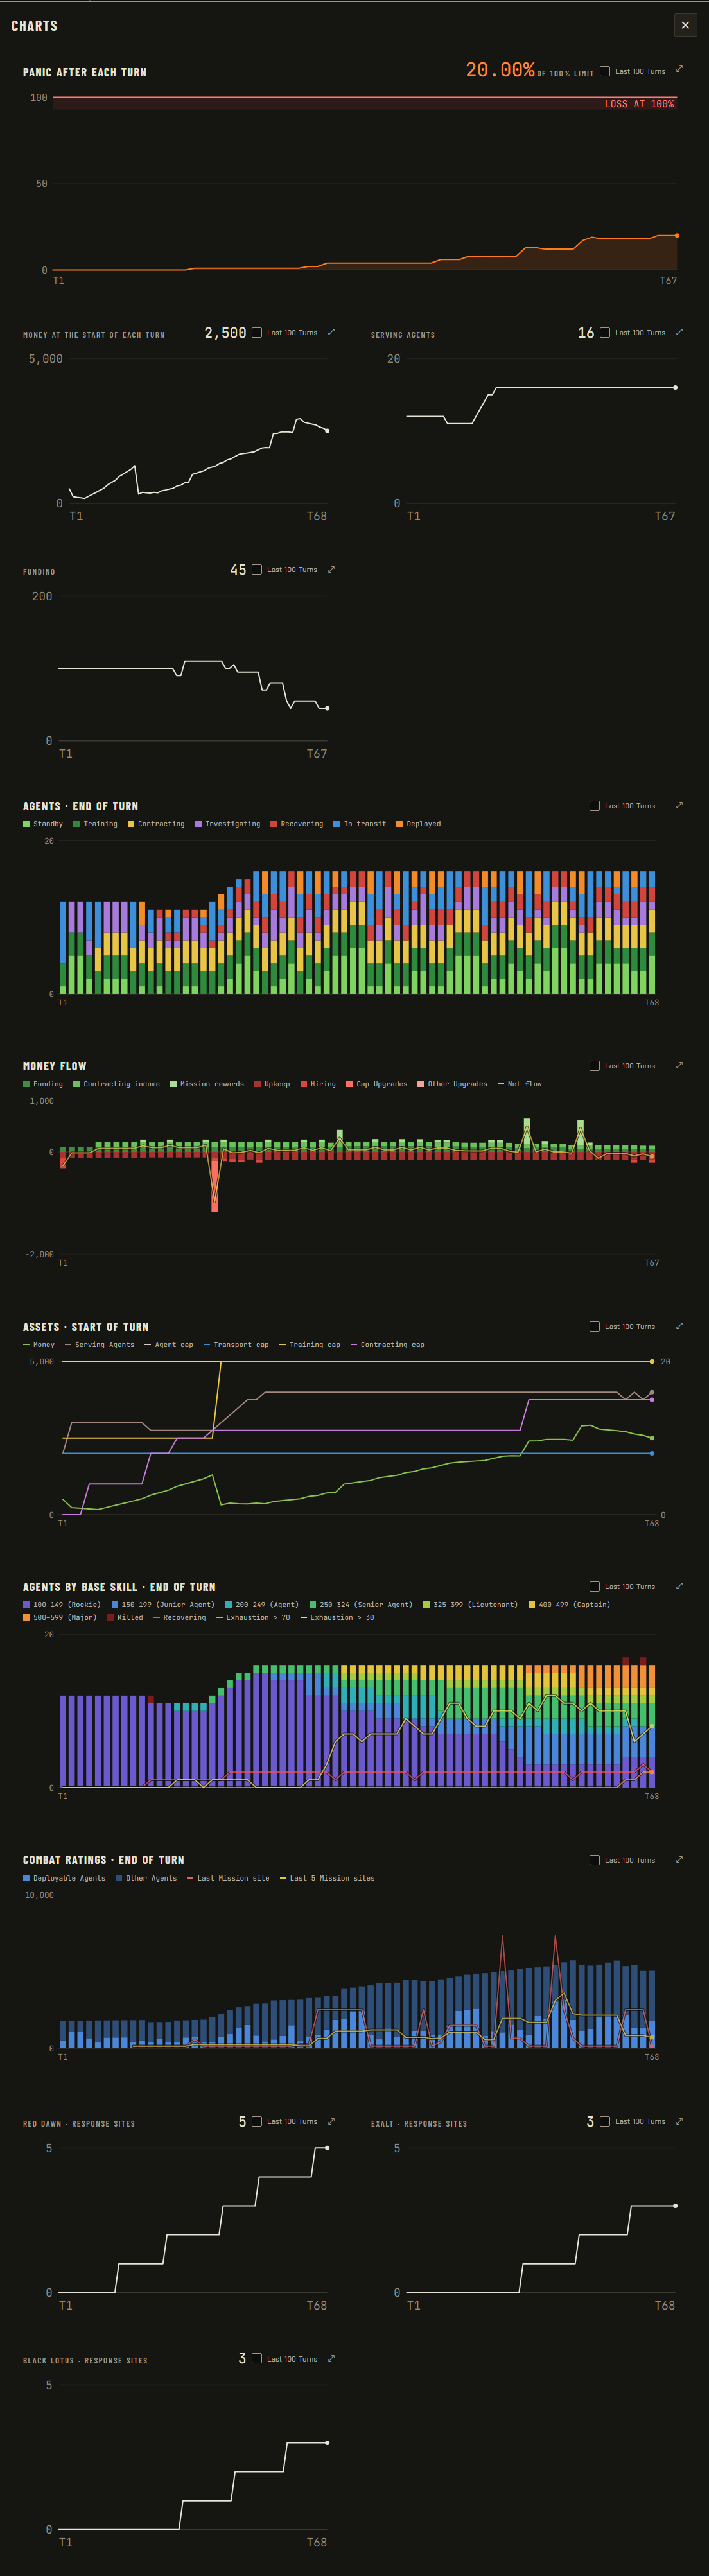 CHARTS
PANIC AFTER EACH TURN 20.00% OF 100% LIMIT Last 100 Turns
100
LOSS AT 100%
50
0
T1 T67
MONEY AT THE START OF EACH TURN 2,500 Last 100 Turns
5,000
0
T1 T68
SERVING AGENTS 16 Last 100 Turns
20
0
T1 T67
FUNDING 45 Last 100 Turns
200
0
T1 T67
AGENTS · END OF TURN Last 100 Turns
Standby Training Contracting Investigating Recovering In transit Deployed
20
0
T1 T68
MONEY FLOW Last 100 Turns
Funding Contracting income Mission rewards Upkeep Hiring Cap Upgrades Other Upgrades Net flow
1,000
0
-2,000
T1 T67
ASSETS · START OF TURN Last 100 Turns
Money Serving Agents Agent cap Transport cap Training cap Contracting cap
5,000 20
0 0
T1 T68
AGENTS BY BASE SKILL · END OF TURN Last 100 Turns
100-149 (Rookie) 150-199 (Junior Agent) 200-249 (Agent) 250-324 (Senior Agent) 325-399 (Lieutenant) 400-499 (Captain)
500-599 (Major) Killed Recovering Exhaustion > 70 Exhaustion > 30
20
0
T1 T68
COMBAT RATINGS · END OF TURN Last 100 Turns
Deployable Agents Other Agents Last Mission site Last 5 Mission sites
10,000
0
T1 T68
RED DAWN · RESPONSE SITES 5 Last 100 Turns
5
0
T1 T68
EXALT · RESPONSE SITES 3 Last 100 Turns
5
0
T1 T68
BLACK LOTUS · RESPONSE SITES 3 Last 100 Turns
5
0
T1 T68